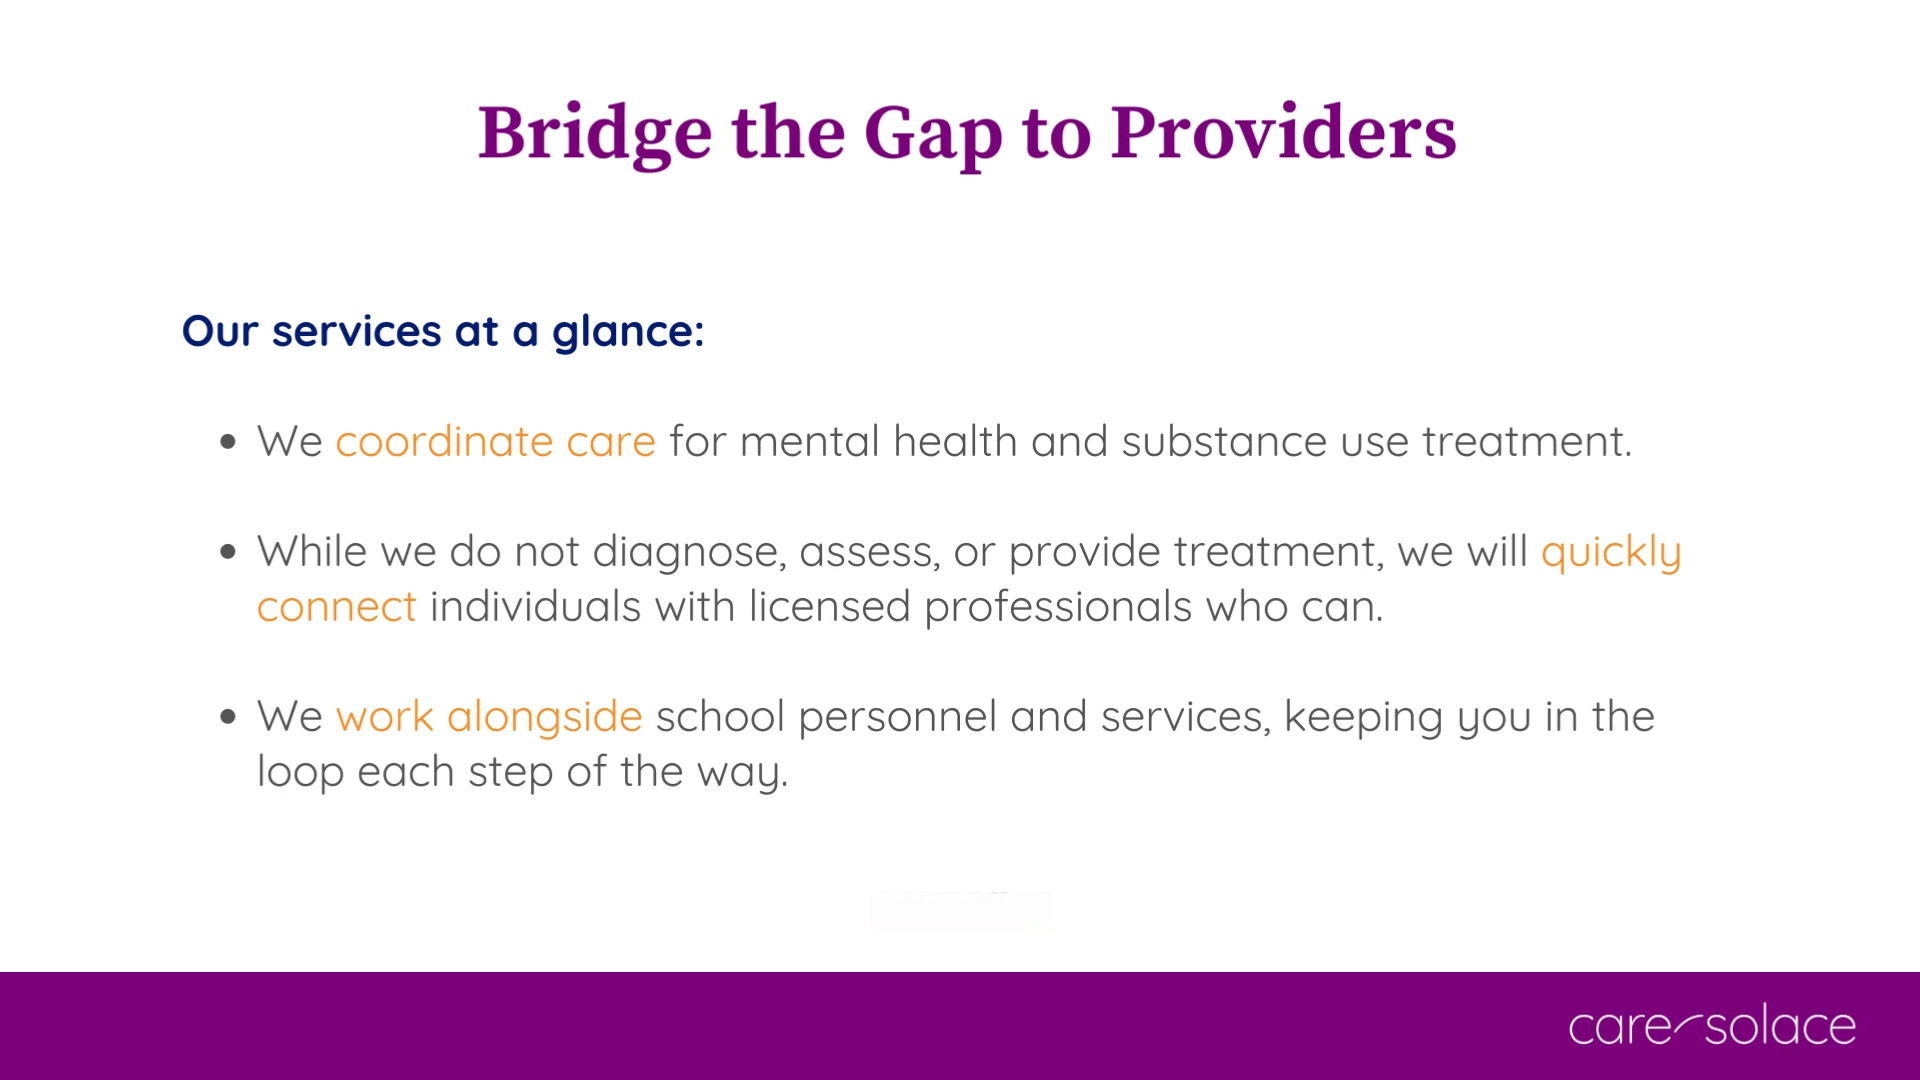 Bridge the Gap to Providers
Our services at a glance:
• We coordinate care for mental health and substance use treatment.
• While we do not diagnose, assess, or provide treatment, we will quickly
connect individuals with licensed professionals who can.
• We work alongside school personnel and services, keeping you in the
loop each step of the way.
care solace